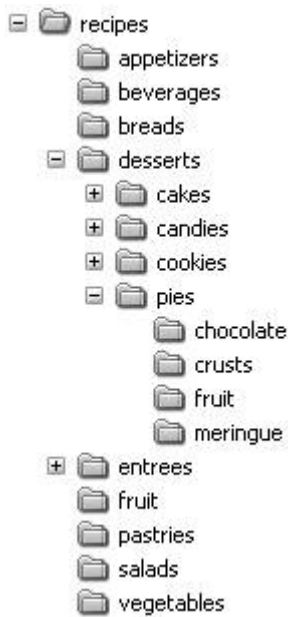 recipes
appetizers
beverages
breads
desserts
cakes
candies
cookies
pies
chocolate
crusts
fruit
meringue
entrees
fruit
pastries
salads
vegetables